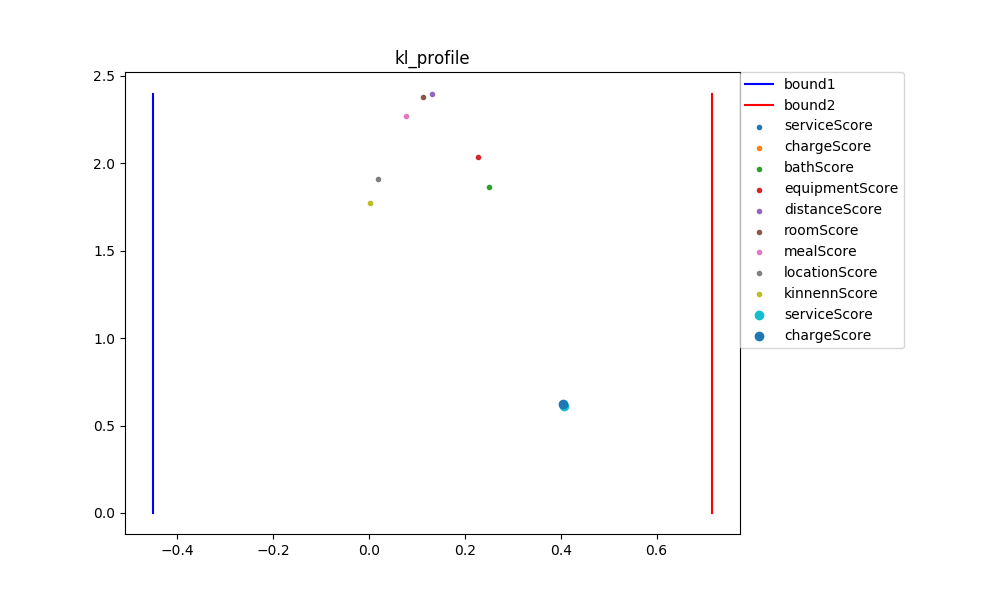 kl_profile
2.5
2.0
1.5
1.0
0.5
0.0
−0.4 −0.2 0.0 0.2 0.4 0.6
bound1
bound2
serviceScore
chargeScore
bathScore
equipmentScore
distanceScore
roomScore
mealScore
locationScore
kinnennScore
serviceScore
chargeScore